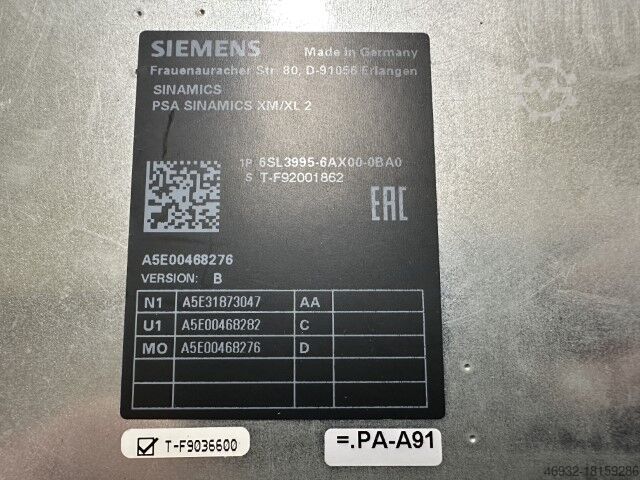 SIEMENS Made in Germany
Frauenauracher Str. 80, D-91056 Erlangen
SINAMICS
PSA SINAMICS XM/XL 2
1P 6SL3995-6AX00-0BA0
S T-F92001862
EAC
A5E00468276
VERSION: B
N1 A5E31873047 AA
U1 A5E00468282 C
MO A5E00468276 D
T-F9036600
=.PA-A91
46932-18159286